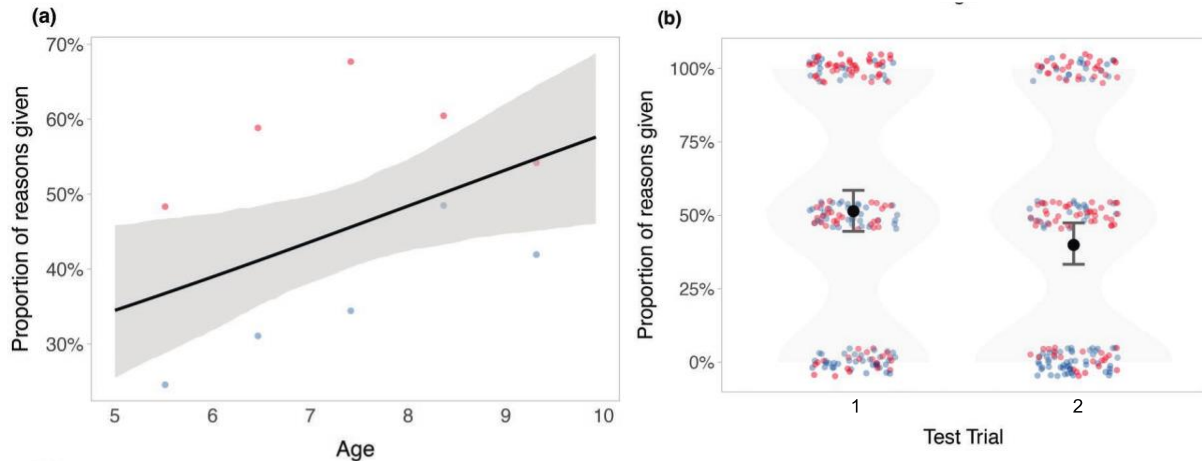 (a)
70%
60%
50%
40%
30%
Proportion of reasons given
5 6 7 8 9 10
Age
(b)
100%
75%
50%
25%
0%
Proportion of reasons given
1 2
Test Trial